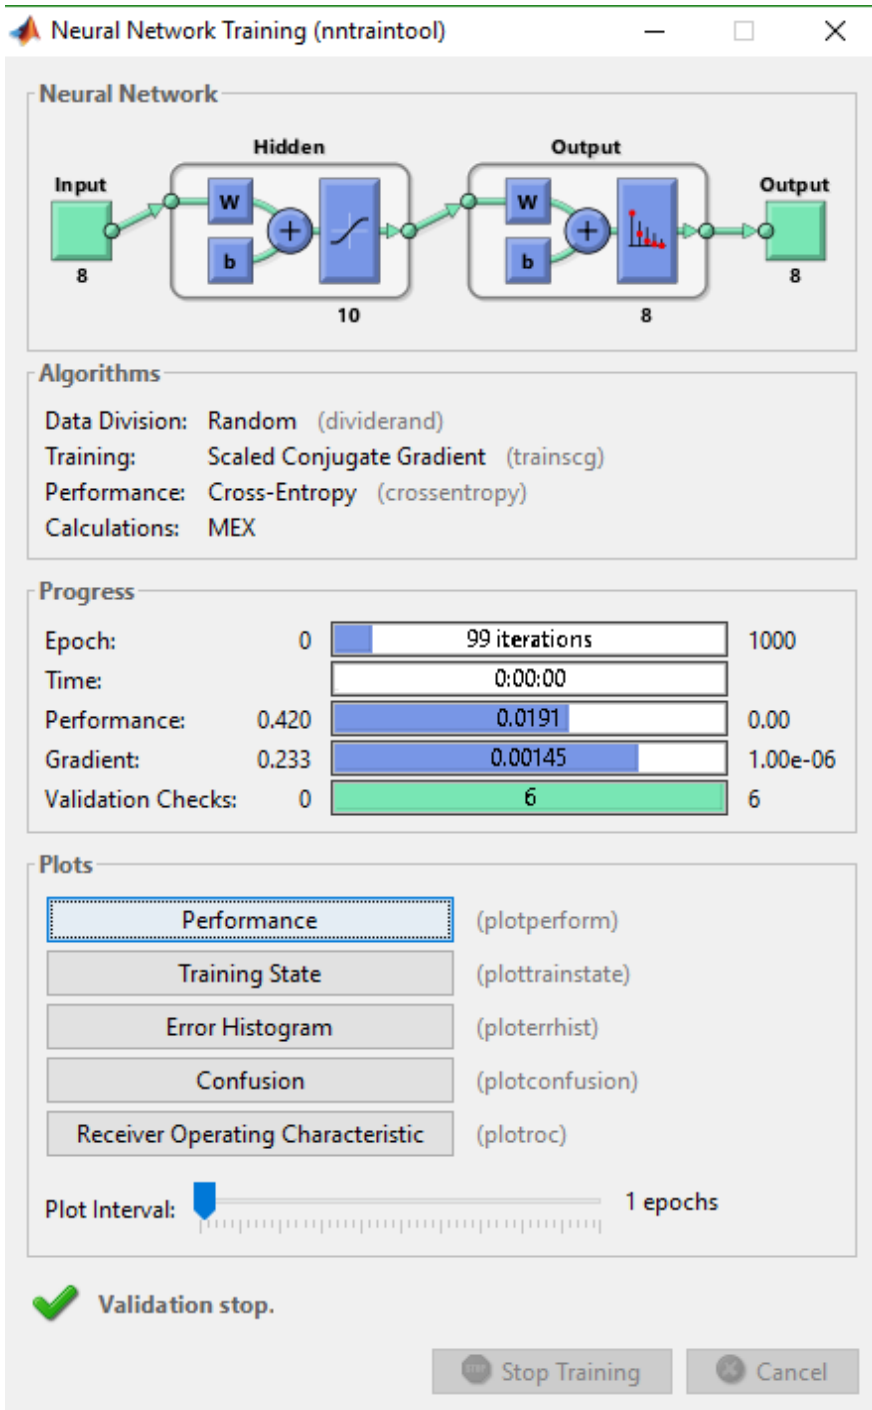 Neural Network Training (nntraintool)
Neural Network
Hidden
Output
Input
Output
W
W
b
b
8
8
10
8
Algorithms
Data Division: Random (dividerand)
Training: Scaled Conjugate Gradient (trainscg)
Performance: Cross-Entropy (crossentropy)
Calculations: MEX
Progress
Epoch: 0 99 iterations 1000
Time: 0:00:00
Performance: 0.420 0.0191 0.00
Gradient: 0.233 0.00145 1.00e-06
Validation Checks: 0 6 6
Plots
Performance (plotperform)
Training State (plottrainstate)
Error Histogram (ploterrhist)
Confusion (plotconfusion)
Receiver Operating Characteristic (plotroc)
Plot Interval: 1 epochs
Validation stop.
STOP Stop Training Cancel